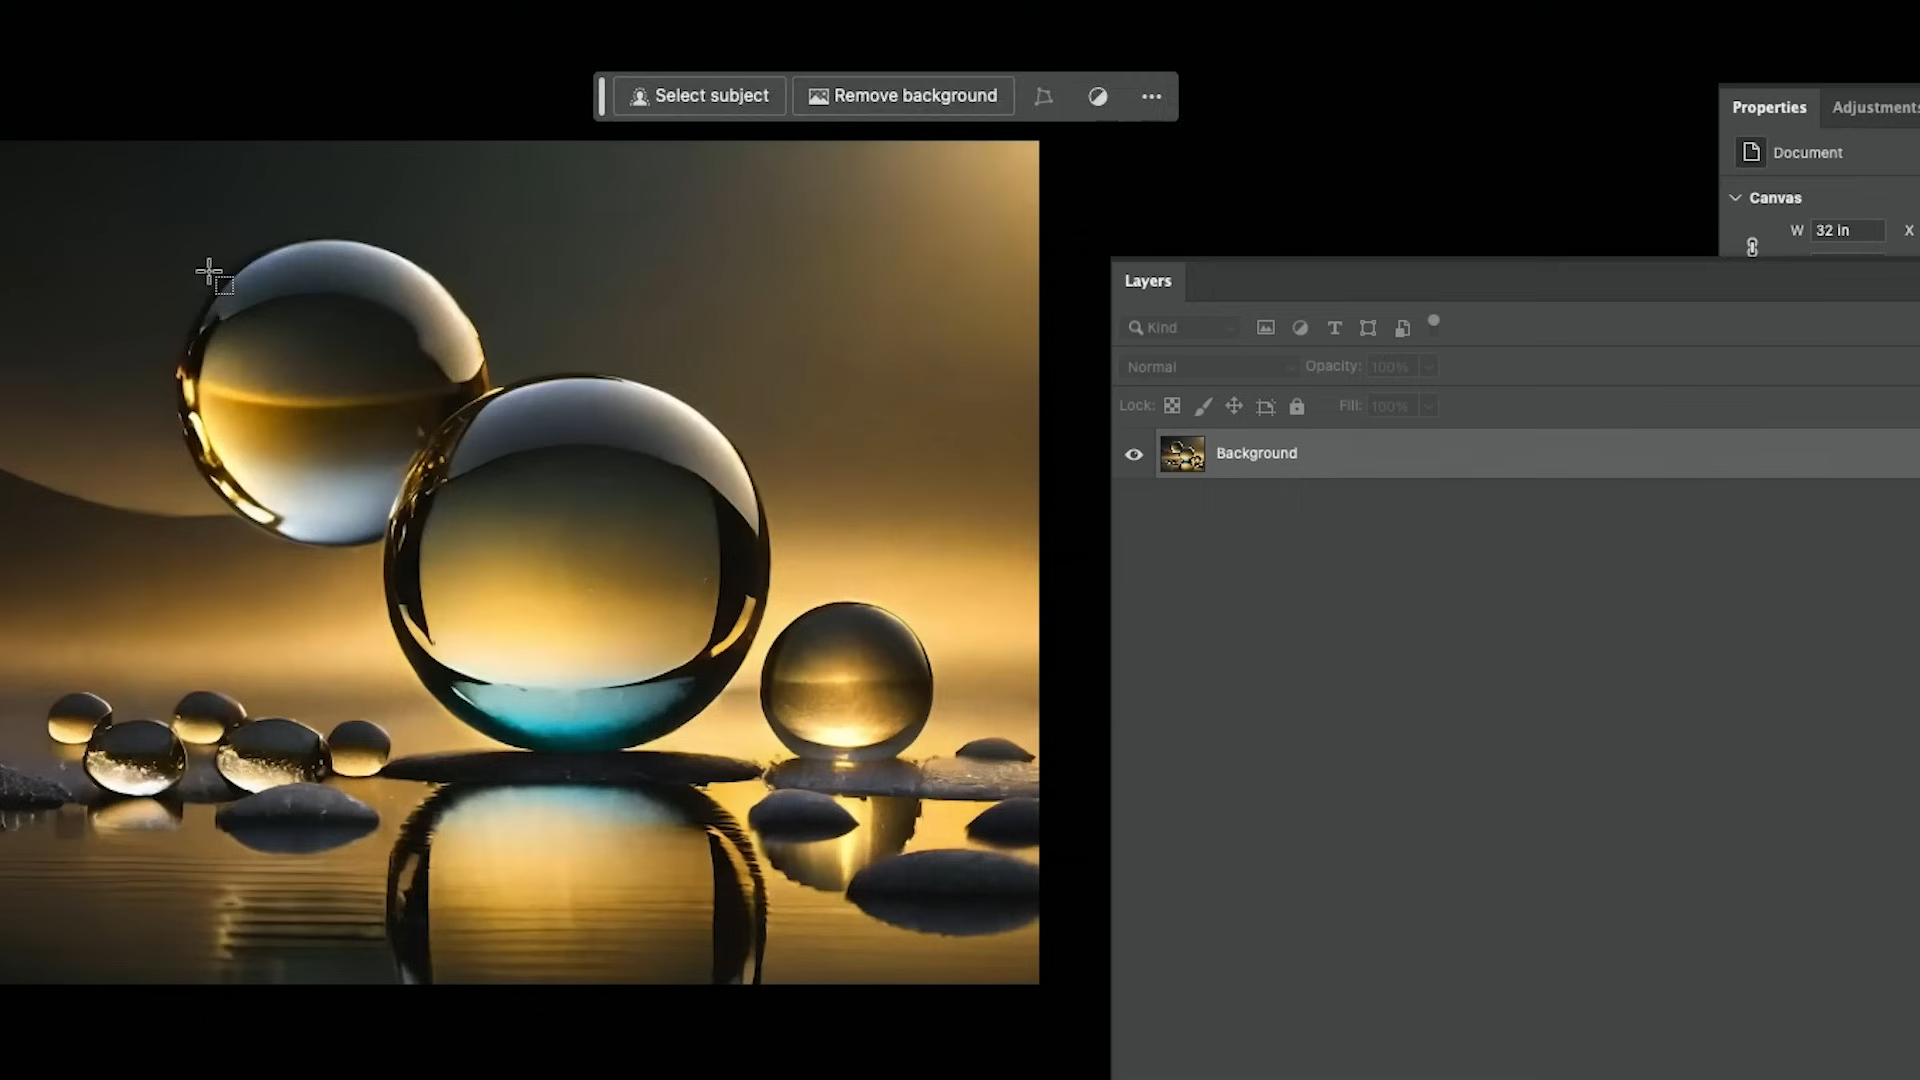 Select subject Remove background
Properties Adjustments
Document
Canvas
W 32 in X
Layers
Kind
Normal Opacity: 100%
Lock: Fill: 100%
Background